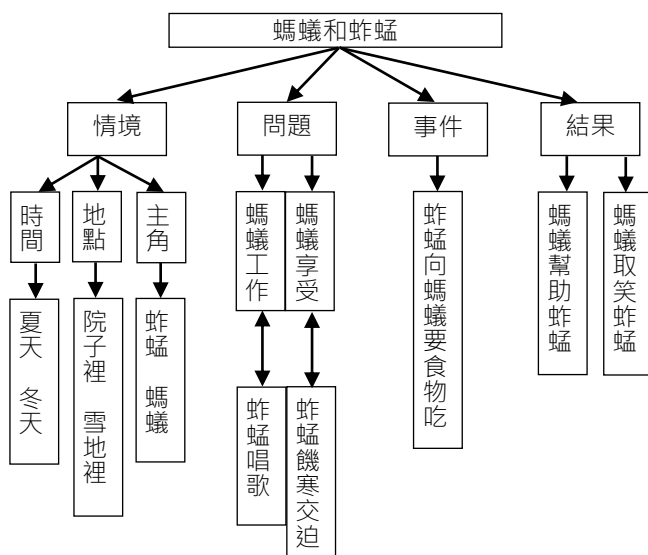 螞蟻和蚱蜢
情境
問題
事件
結果
時間
地點
主角
螞蟻工作
螞蟻享受
蚱蜢向螞蟻要食物吃
螞蟻幫助蚱蜢
螞蟻取笑蚱蜢
夏天 冬天
院子裡 雪地裡
蚱蜢 螞蟻
蚱蜢唱歌
蚱蜢饑寒交迫